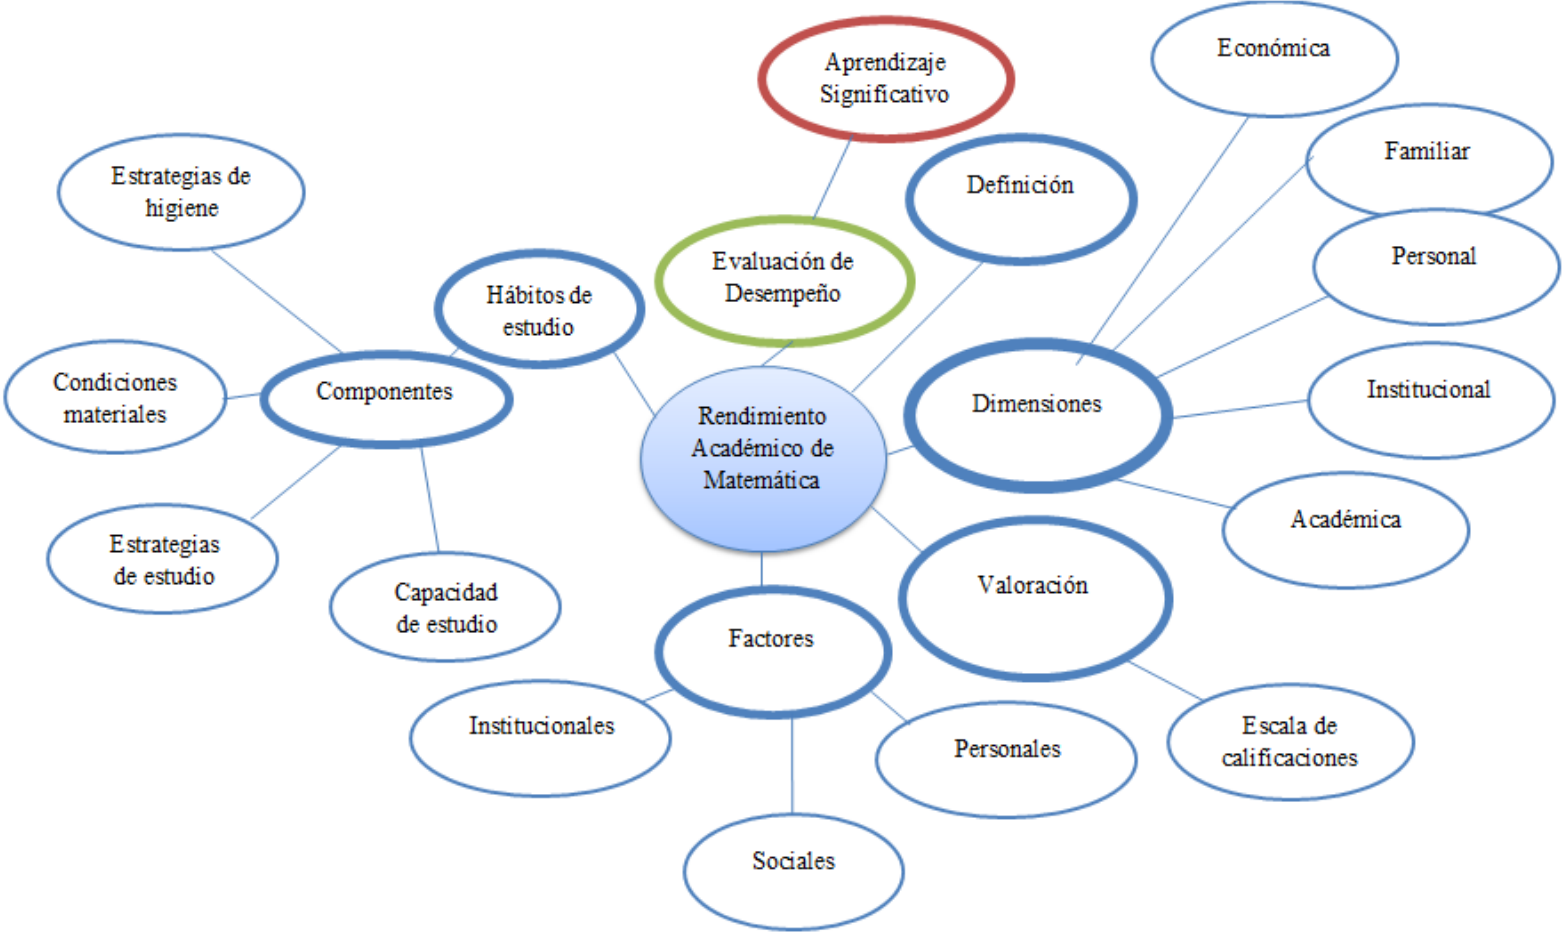 Económica
Aprendizaje
Significativo
Familiar
Definición
Estrategias de
higiene
Personal
Evaluación de
Desempeño
Hábitos de
estudio
Condiciones
materiales
Componentes
Institucional
Dimensiones
Rendimiento
Académico de
Matemática
Académica
Estrategias
de estudio
Valoración
Capacidad
de estudio
Factores
Institucionales
Personales
Escala de
calificaciones
Sociales